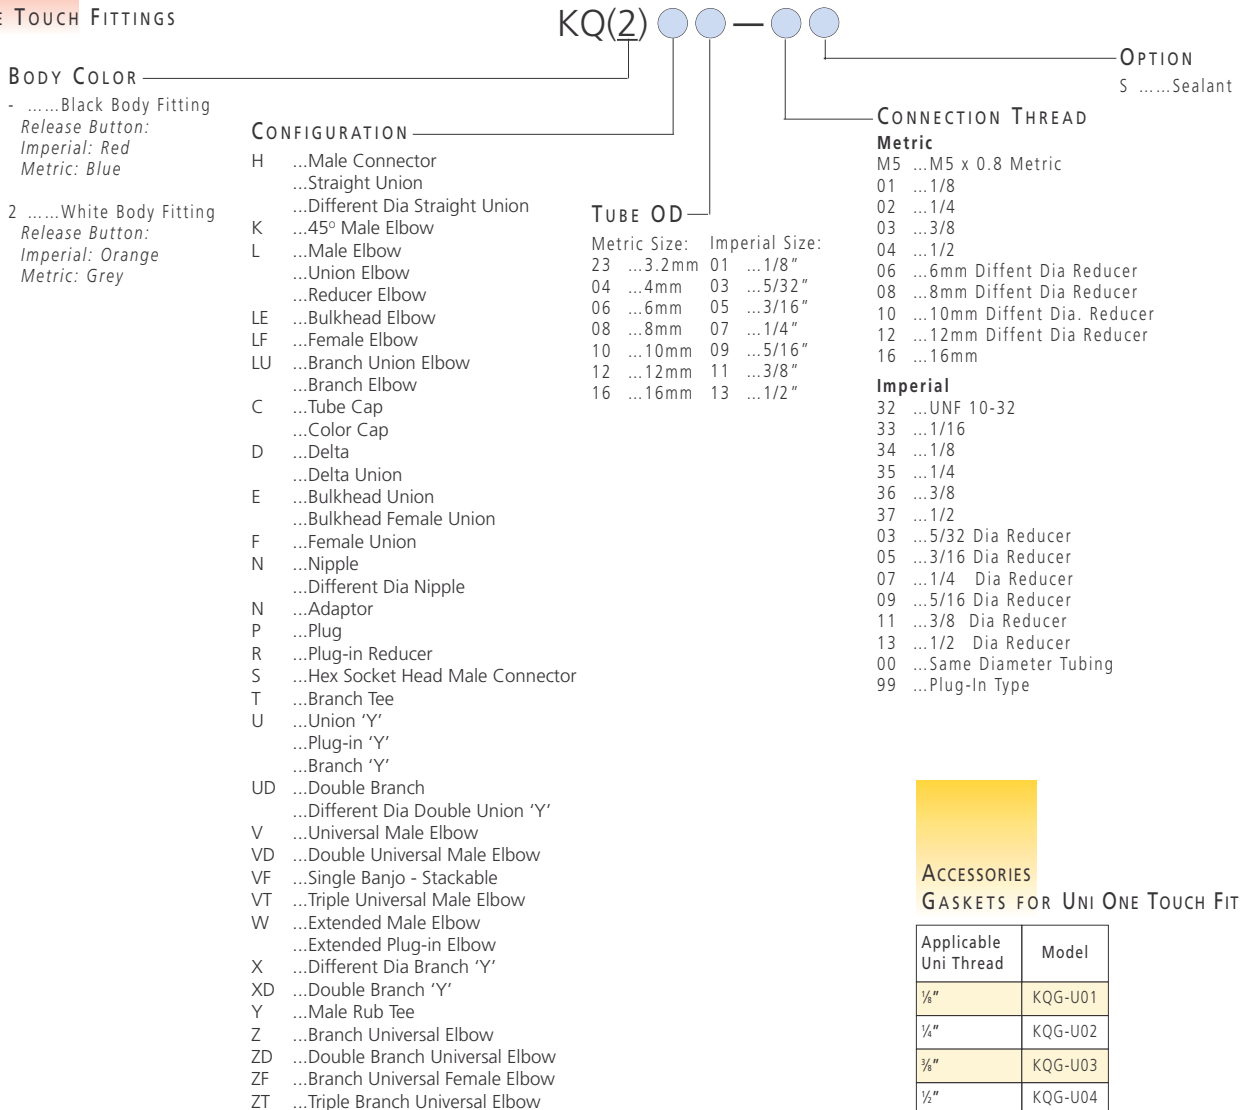 E TOUCH FITTINGS
KQ(2) —
BODY COLOR
- ......Black Body Fitting
Release Button:
Imperial: Red
Metric: Blue
2 ......White Body Fitting
Release Button:
Imperial: Orange
Metric: Grey
CONFIGURATION
H ...Male Connector
...Straight Union
...Different Dia Straight Union
K ...45° Male Elbow
L ...Male Elbow
...Union Elbow
...Reducer Elbow
LE ...Bulkhead Elbow
LF ...Female Elbow
LU ...Branch Union Elbow
...Branch Elbow
C ...Tube Cap
...Color Cap
D ...Delta
...Delta Union
E ...Bulkhead Union
...Bulkhead Female Union
F ...Female Union
N ...Nipple
...Different Dia Nipple
N ...Adaptor
P ...Plug
R ...Plug-in Reducer
S ...Hex Socket Head Male Connector
T ...Branch Tee
U ...Union ‘Y’
...Plug-in ‘Y’
...Branch ‘Y’
UD ...Double Branch
...Different Dia Double Union ‘Y’
V ...Universal Male Elbow
VD ...Double Universal Male Elbow
VF ...Single Banjo - Stackable
VT ...Triple Universal Male Elbow
W ...Extended Male Elbow
...Extended Plug-in Elbow
X ...Different Dia Branch ‘Y’
XD ...Double Branch ‘Y’
Y ...Male Rub Tee
Z ...Branch Universal Elbow
ZD ...Double Branch Universal Elbow
ZF ...Branch Universal Female Elbow
ZT ...Triple Branch Universal Elbow
TUBE OD
Metric Size: Imperial Size:
23 ...3.2mm 01 ...1/8"
04 ...4mm 03 ...5/32"
06 ...6mm 05 ...3/16"
08 ...8mm 07 ...1/4"
10 ...10mm 09 ...5/16"
12 ...12mm 11 ...3/8"
16 ...16mm 13 ...1/2"
OPTION
S ......Sealant
CONNECTION THREAD
Metric
M5 ...M5 x 0.8 Metric
01 ...1/8
02 ...1/4
03 ...3/8
04 ...1/2
06 ...6mm Diffent Dia Reducer
08 ...8mm Diffent Dia Reducer
10 ...10mm Diffent Dia. Reducer
12 ...12mm Diffent Dia Reducer
16 ...16mm
Imperial
32 ...UNF 10-32
33 ...1/16
34 ...1/8
35 ...1/4
36 ...3/8
37 ...1/2
03 ...5/32 Dia Reducer
05 ...3/16 Dia Reducer
07 ...1/4 Dia Reducer
09 ...5/16 Dia Reducer
11 ...3/8 Dia Reducer
13 ...1/2 Dia Reducer
00 ...Same Diameter Tubing
99 ...Plug-In Type
ACCESSORIES
GASKETS FOR UNI ONE TOUCH FIT
Applicable
Uni Thread
Model
⅛" KQG-U01
¼" KQG-U02
⅜" KQG-U03
½" KQG-U04